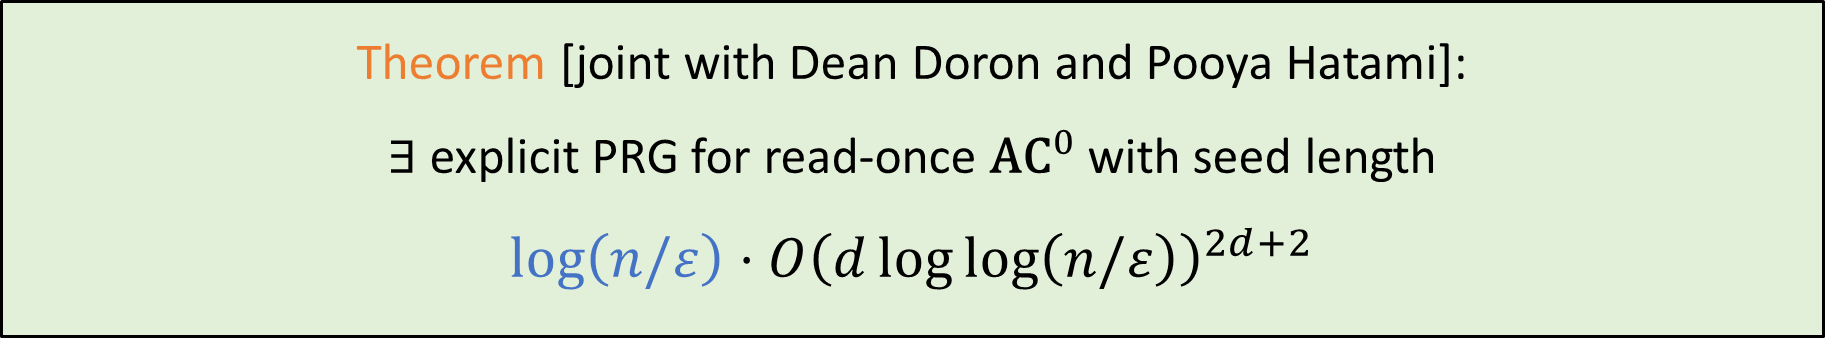 Theorem [joint with Dean Doron and Pooya Hatami]:
∃ explicit PRG for read-once AC⁰ with seed length
log(n/ε) · O(d log log(n/ε))²ᵈ⁺²